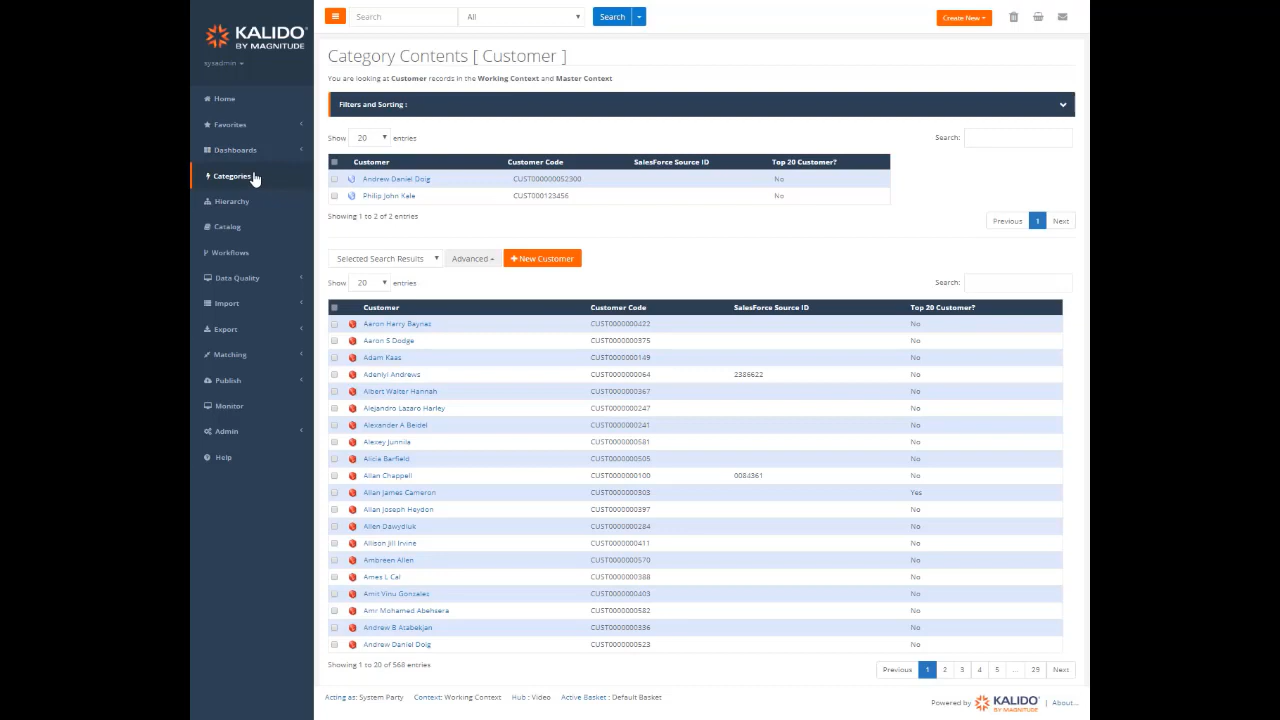 KALIDO
BY MAGNITUDE
sysadmin
Home
Favorites
Dashboards
Categories
Hierarchy
Catalog
Workflows
Data Quality
Import
Export
Matching
Publish
Monitor
Admin
Help
Search All Search Create New
Category Contents [ Customer ]
You are looking at Customer records in the Working Context and Master Context
Filters and Sorting :
Show 20 entries Search:
Customer Customer Code SalesForce Source ID Top 20 Customer?
Andrew Daniel Doig CUST000000052300 No
Philip John Kale CUST000123456 No
Showing 1 to 2 of 2 entries
Previous 1 Next
Selected Search Results Advanced + New Customer
Show 20 entries Search:
Customer Customer Code SalesForce Source ID Top 20 Customer?
Aaron Harry Baynes CUST0000000422 No
Aaron S Dodge CUST0000000375 No
Adam Kaas CUST0000000149 No
Adeniyi Andrews CUST0000000064 2386622 No
Albert Walter Hannah CUST0000000367 No
Alejandro Lazaro Harley CUST0000000247 No
Alexander A Beidel CUST0000000241 No
Alexey Junnila CUST0000000581 No
Alicia Barfield CUST0000000505 No
Allan Chappell CUST0000000100 0084361 No
Allan James Cameron CUST0000000303 Yes
Allan Joseph Heydon CUST0000000397 No
Allen Dawydiuk CUST0000000284 No
Allison Jill Irvine CUST0000000411 No
Ambreen Allen CUST0000000570 No
Ames L Cal CUST0000000388 No
Amit Vinu Gonsales CUST0000000403 No
Amr Mohamed Abehsera CUST0000000582 No
Andrew B Atabekjan CUST0000000336 No
Andrew Daniel Doig CUST0000000523 No
Showing 1 to 20 of 568 entries
Previous 1 2 3 4 5 ... 29 Next
Acting as: System Party Context: Working Context Hub : Video Active Basket : Default Basket
Powered by KALIDO BY MAGNITUDE | About...